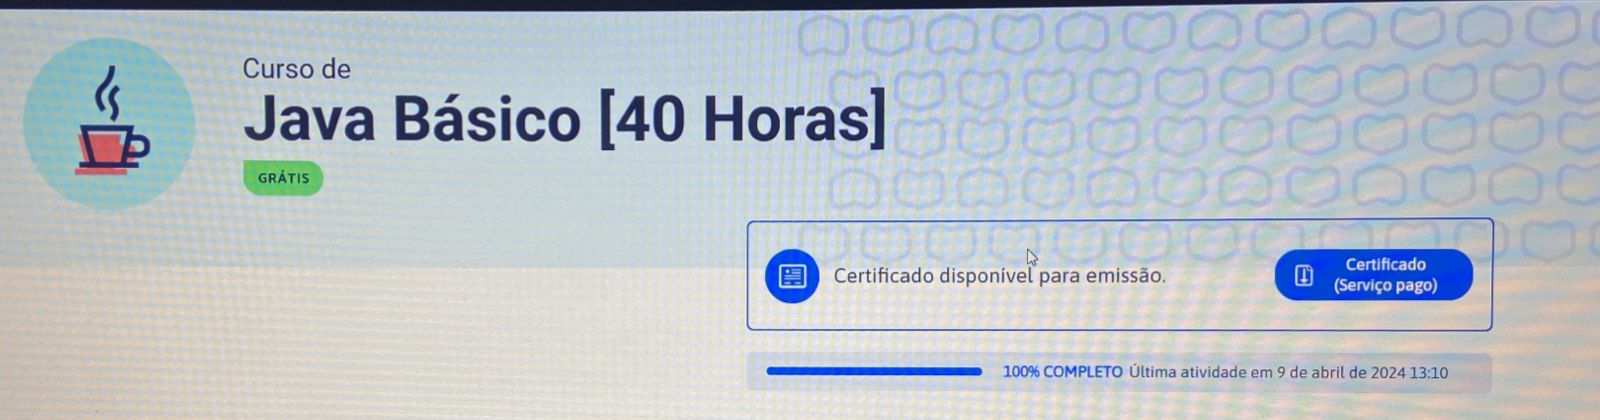 Curso de
Java Básico [40 Horas]
GRÁTIS
Certificado disponível para emissão.
Certificado
(Serviço pago)
100% COMPLETO Última atividade em 9 de abril de 2024 13:10